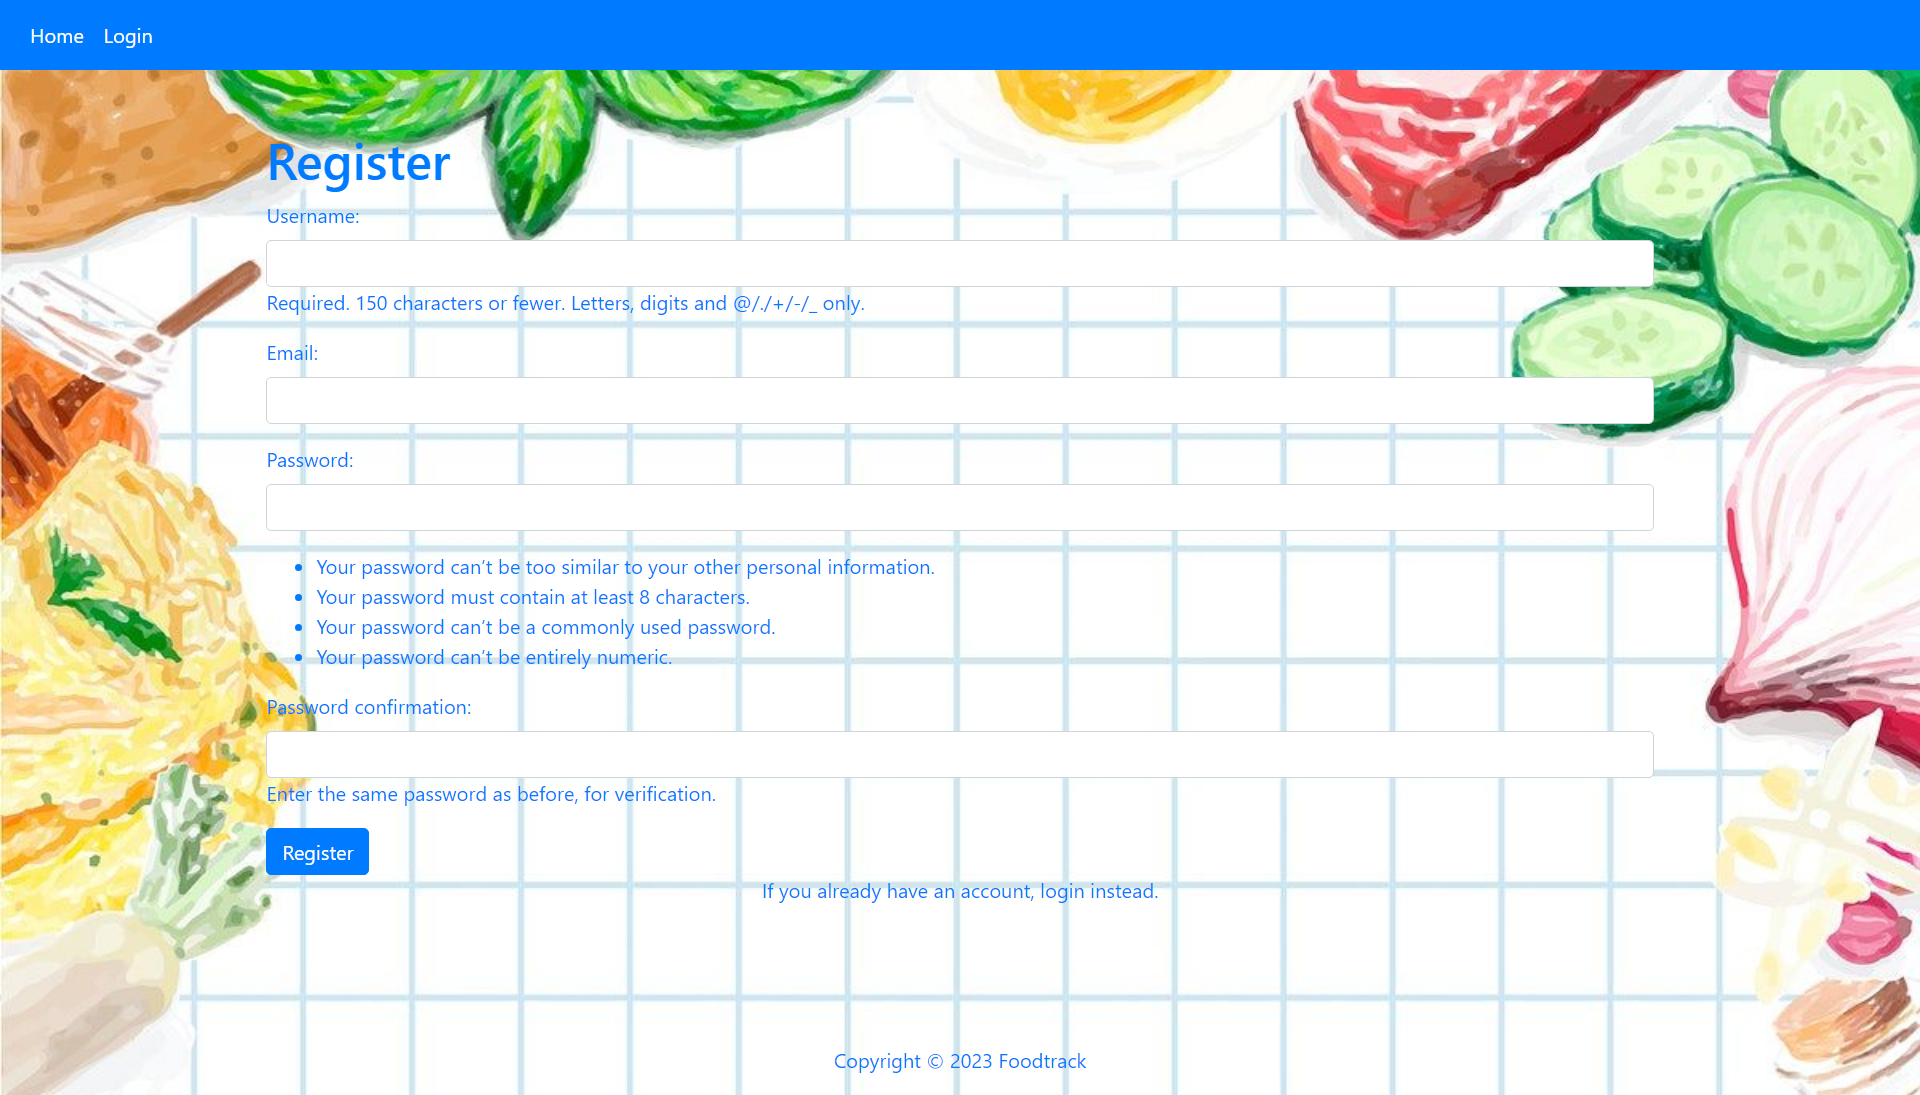 Home Login
Register
Username:
Required. 150 characters or fewer. Letters, digits and @/./+/-/_ only.
Email:
Password:
Your password can’t be too similar to your other personal information.
Your password must contain at least 8 characters.
Your password can’t be a commonly used password.
Your password can’t be entirely numeric.
Password confirmation:
Enter the same password as before, for verification.
Register
If you already have an account, login instead.
Copyright © 2023 Foodtrack